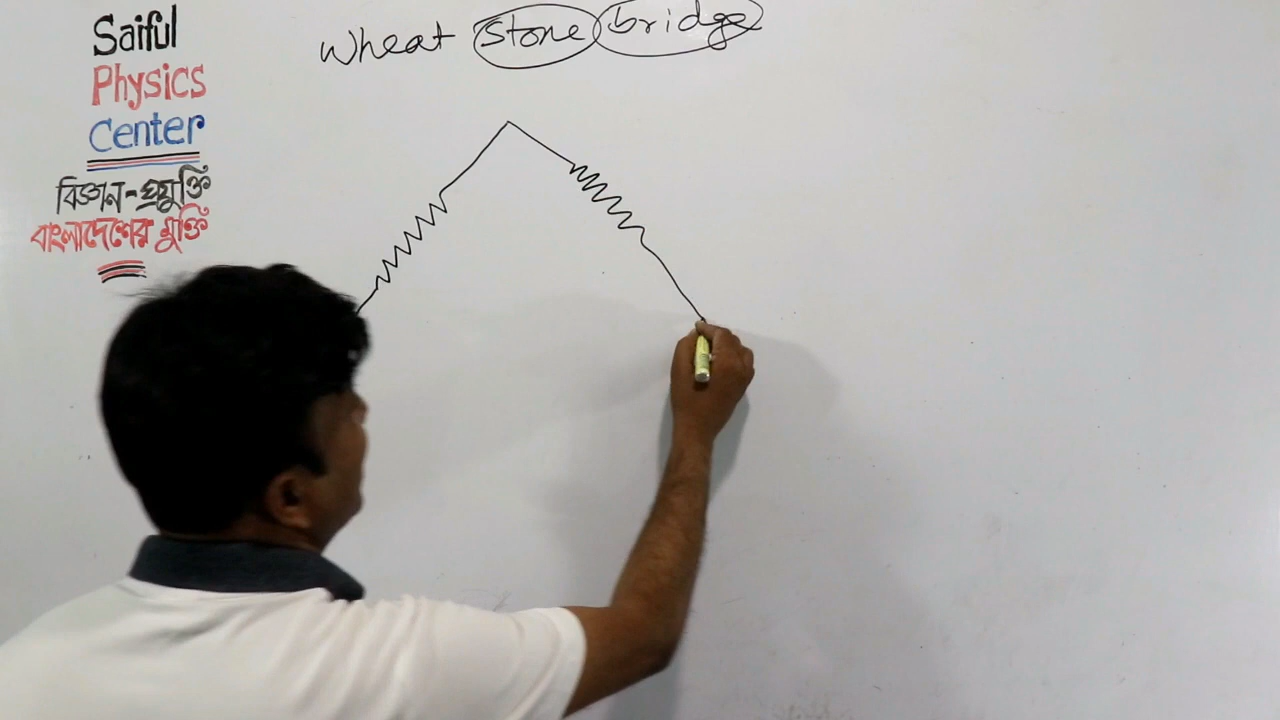 Saiful
Physics
Center
বিজ্ঞান-প্রযুক্তি
বাংলাদেশের মুক্তি
Wheat stone bridge